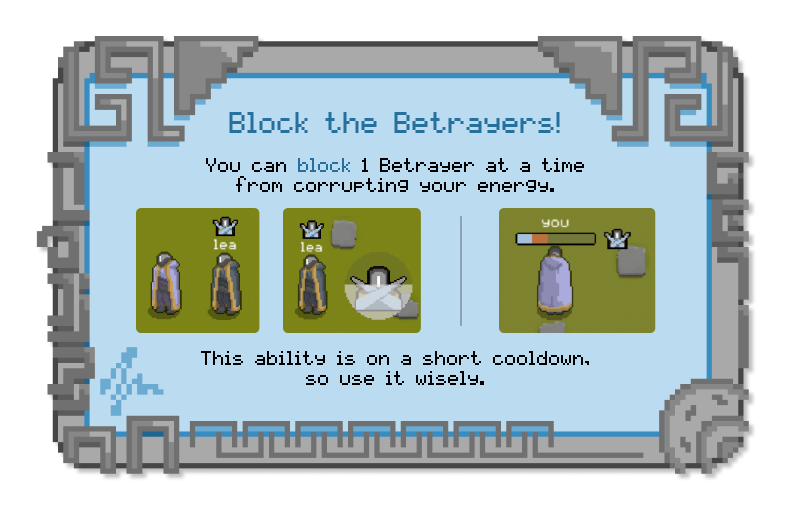 Block the Betrayers!
You can block 1 Betrayer at a time
from corrupting your energy.
lea
lea
you
This ability is on a short cooldown,
so use it wisely.